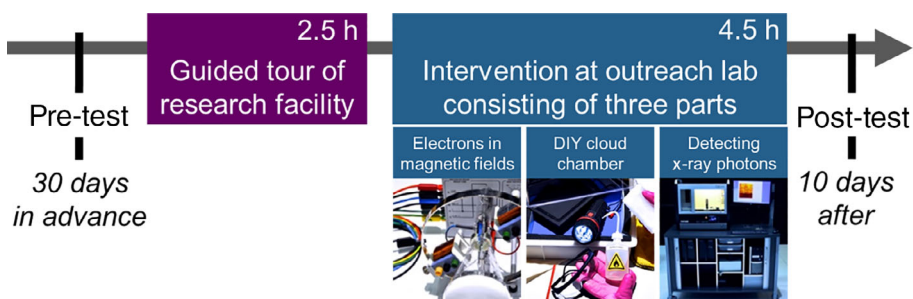 2.5 h
Guided tour of
research facility
4.5 h
Intervention at outreach lab
consisting of three parts
Pre-test
30 days
in advance
Electrons in
magnetic fields
DIY cloud
chamber
Detecting
x-ray photons
Post-test
10 days
after